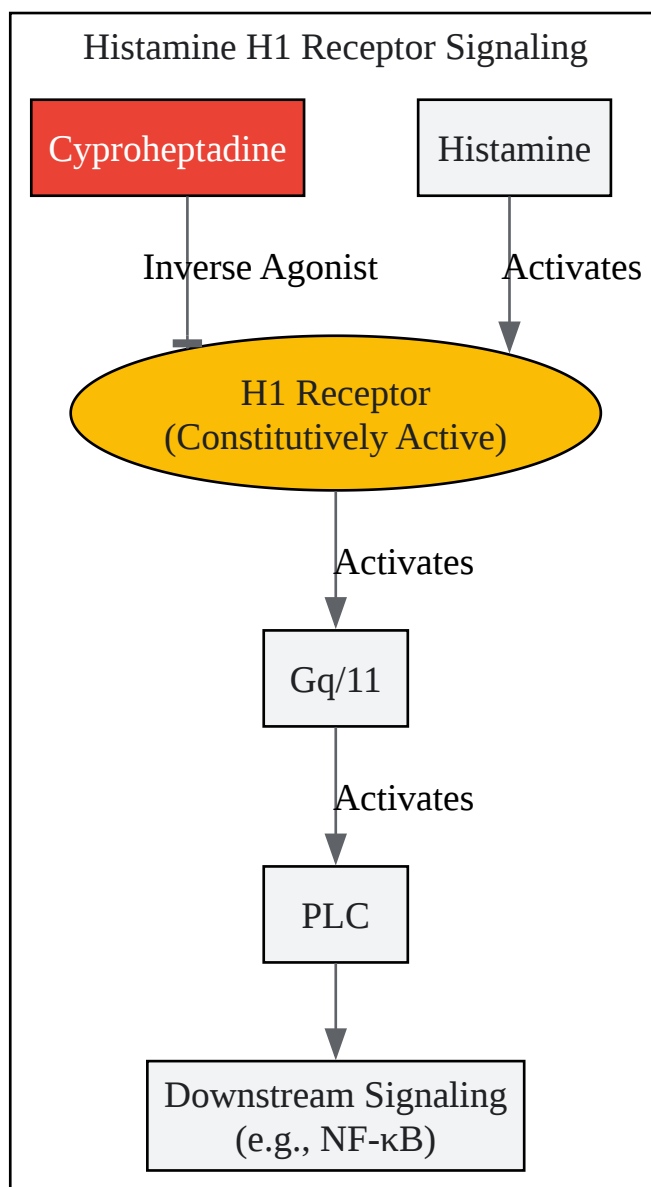 Histamine H1 Receptor Signaling
Cyproheptadine
Histamine
Inverse Agonist
Activates
H1 Receptor
(Constitutively Active)
Activates
Gq/11
Activates
PLC
Downstream Signaling
(e.g., NF-κB)